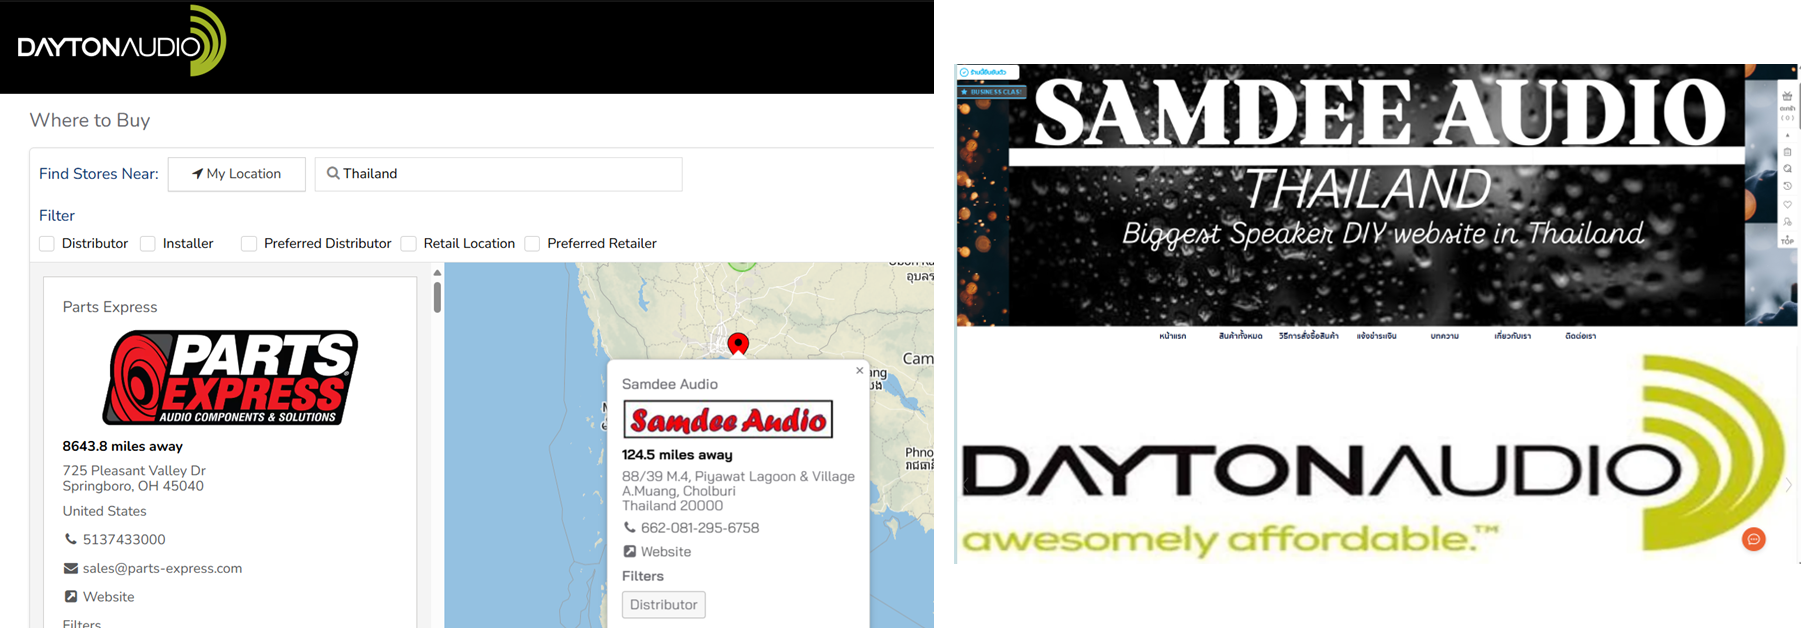 DAYTONAUDIO
Where to Buy
Find Stores Near:
My Location
Thailand
Filter
Distributor
Installer
Preferred Distributor
Retail Location
Preferred Retailer
Parts Express
PARTS
EXPRESS
AUDIO COMPONENTS & SOLUTIONS
8643.8 miles away
725 Pleasant Valley Dr
Springboro, OH 45040
United States
5137433000
sales@parts-express.com
Website
Filters
Samdee Audio
Samdee Audio
124.5 miles away
88/39 M.4, Piyawat Lagoon & Village
A.Muang, Cholburi
Thailand 20000
662-081-295-6758
Website
Filters
Distributor
BUSINESS CLAS
SAMDEE AUDIO
THAILAND
Biggest Speaker DIY website in Thailand
TOP
หน้าแรก
สินค้าทั้งหมด
วิธีการสั่งซื้อสินค้า
แจ้งชำระเงิน
บทความ
เกี่ยวกับเรา
ติดต่อเรา
DAYTONAUDIO
awesomely affordable.™